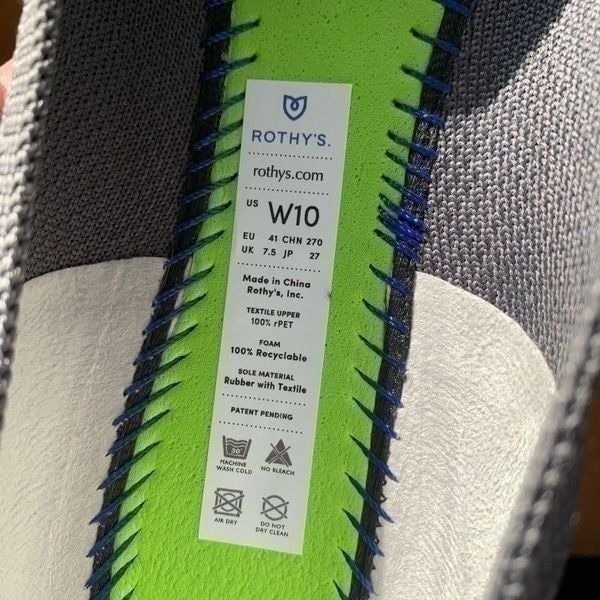 ROTHY'S.
rothys.com
US W10
EU 41 CHN 270
UK 7.5 JP 27
Made in China
Rothy's, Inc.
TEXTILE UPPER
100% rPET
FOAM
100% Recyclable
SOLE MATERIAL
Rubber with Textile
PATENT PENDING
30°
MACHINE
WASH COLD
NO BLEACH
AIR DRY
DO NOT
DRY CLEAN